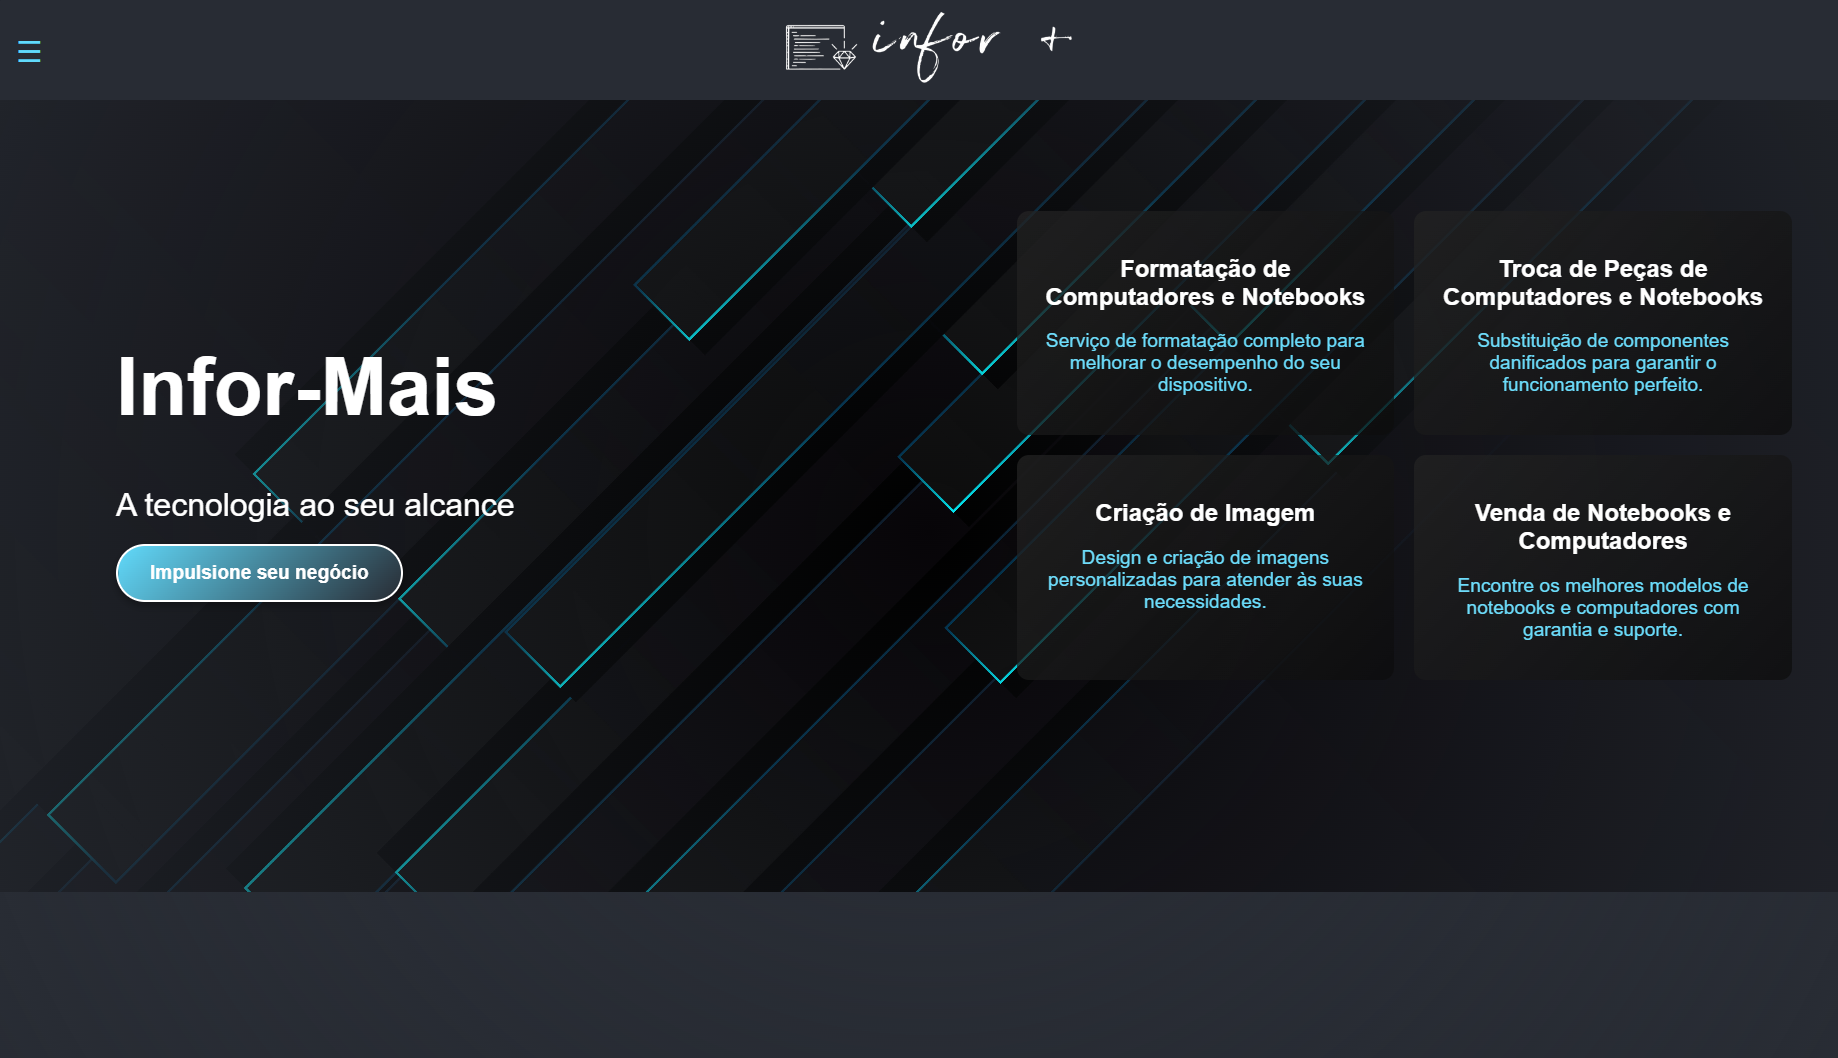 ☰
infor +
Infor-Mais
A tecnologia ao seu alcance
Impulsione seu negócio
Formatação de
Computadores e Notebooks
Serviço de formatação completo para
melhorar o desempenho do seu
dispositivo.
Troca de Peças de
Computadores e Notebooks
Substituição de componentes
danificados para garantir o
funcionamento perfeito.
Criação de Imagem
Design e criação de imagens
personalizadas para atender às suas
necessidades.
Venda de Notebooks e
Computadores
Encontre os melhores modelos de
notebooks e computadores com
garantia e suporte.